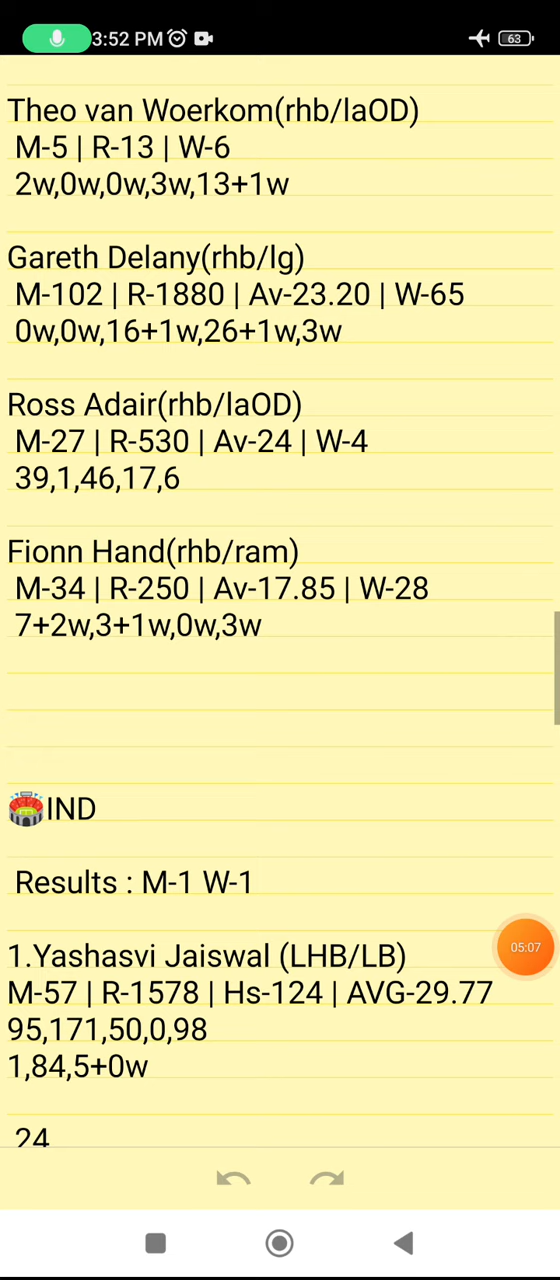 3:52 PM
63
Theo van Woerkom(rhb/laOD)
M-5 | R-13 | W-6
2w,0w,0w,3w,13+1w
Gareth Delany(rhb/lg)
M-102 | R-1880 | Av-23.20 | W-65
0w,0w,16+1w,26+1w,3w
Ross Adair(rhb/laOD)
M-27 | R-530 | Av-24 | W-4
39,1,46,17,6
Fionn Hand(rhb/ram)
M-34 | R-250 | Av-17.85 | W-28
7+2w,3+1w,0w,3w
IND
Results : M-1 W-1
05:07
1.Yashasvi Jaiswal (LHB/LB)
M-57 | R-1578 | Hs-124 | AVG-29.77
95,171,50,0,98
1,84,5+0w
24